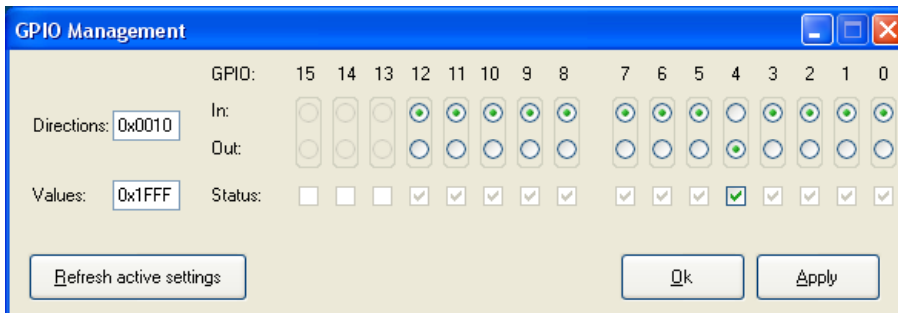 GPIO Management
GPIO: 15 14 13 12 11 10 9 8 7 6 5 4 3 2 1 0
In:
Directions: 0x0010
Out:
Values: 0x1FFF Status:
Refresh active settings Ok Apply